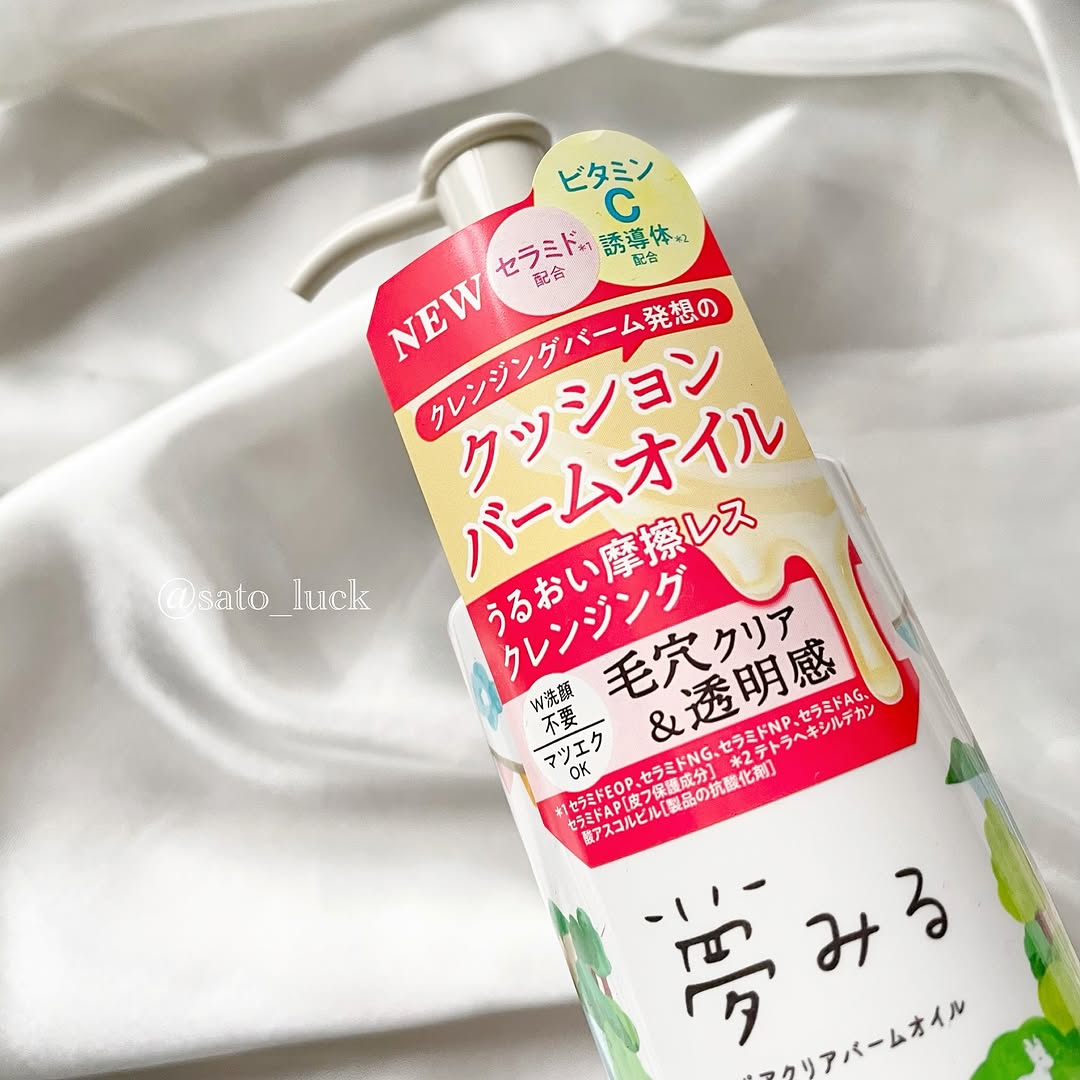 ビタミン
C
誘導体*2
配合
セラミド*1
配合
NEW
クレンジングバーム発想の
クッション
バームオイル
うるおい摩擦レス
クレンジング
毛穴クリア
&透明感
W洗顔
不要
マツエク
OK
*1 セラミドEOP、セラミドNG、セラミドNP、セラミドAG、
セラミドAP[皮フ保護成分] *2 テトラヘキシルデカン
酸アスコルビル[製品の抗酸化剤]
@sato_luck
夢みる
アクリアバームオイル